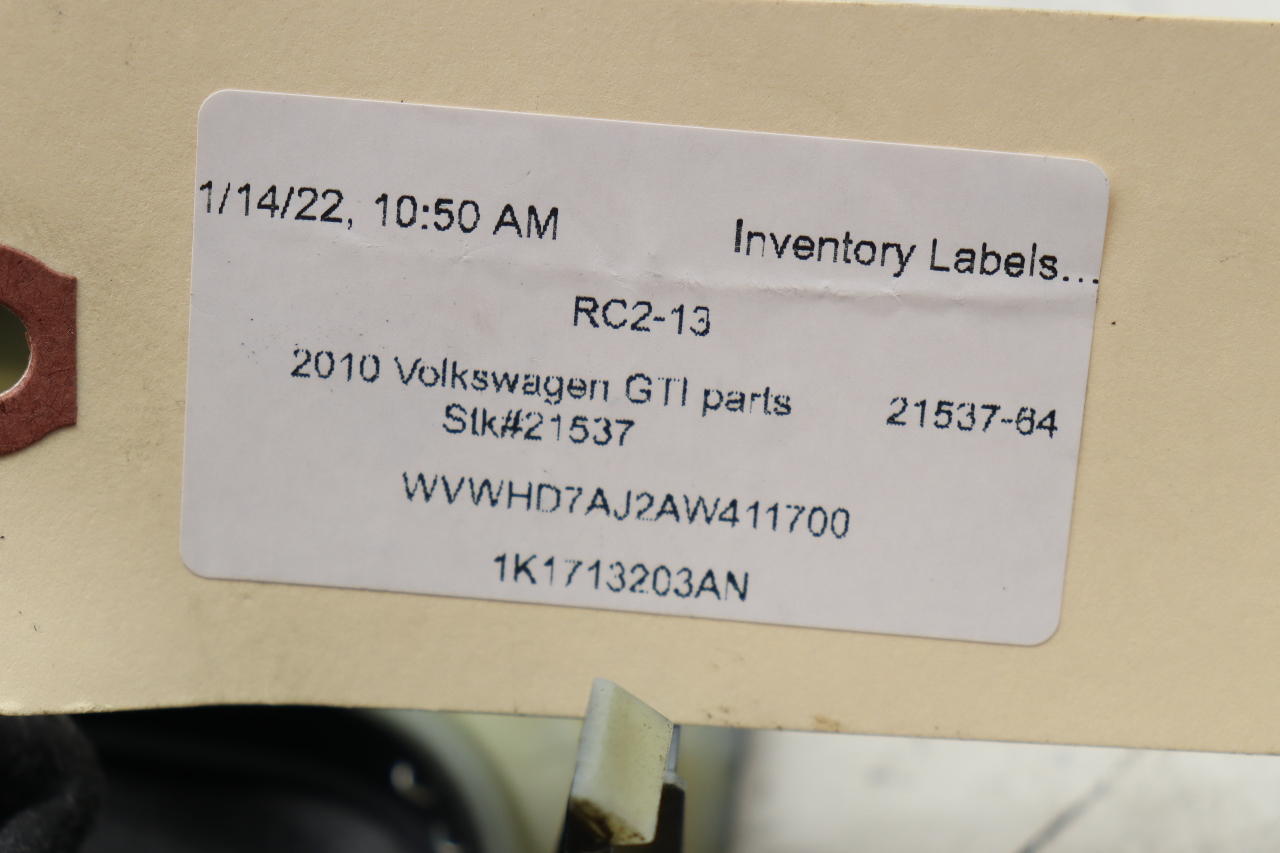 1/14/22, 10:50 AM Inventory Labels...
RC2-13
2010 Volkswagen GTI parts 21537-64
Stk#21537
WVWHD7AJ2AW411700
1K1713203AN